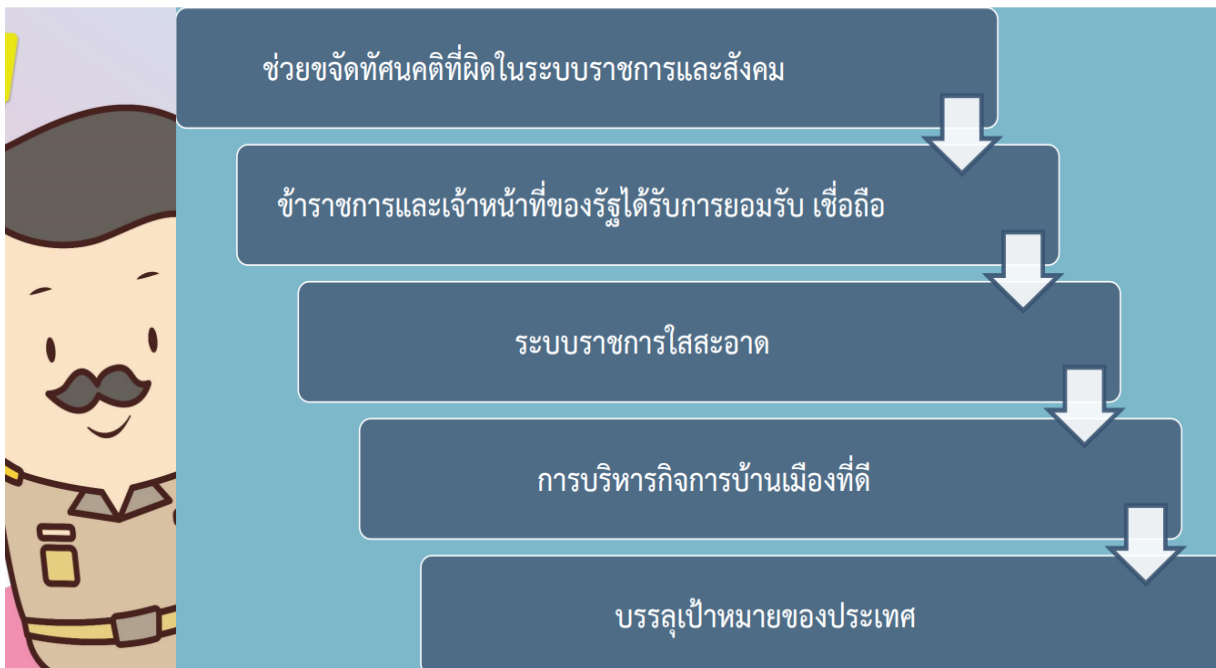 ช่วยขจัดทัศนคติที่ผิดในระบบราชการและสังคม
ข้าราชการและเจ้าหน้าที่ของรัฐได้รับการยอมรับ เชื่อถือ
ระบบราชการใสสะอาด
การบริหารกิจการบ้านเมืองที่ดี
บรรลุเป้าหมายของประเทศ